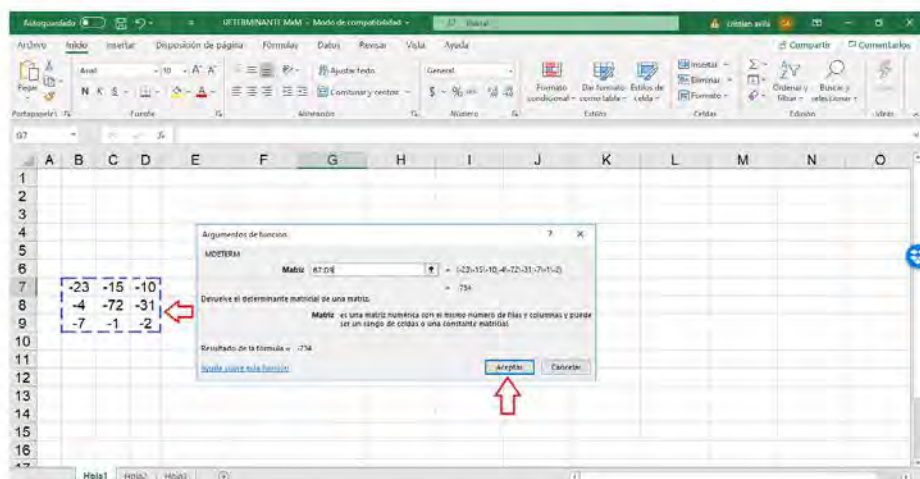 Autoguardado DETERMINANTE MxM - Modo de compatibilidad cristian avila
Archivo Inicio Insertar Disposición de página Fórmulas Datos Revisar Vista Ayuda Compartir Comentarios
Pegar Arial 10 A A Ajustar texto General Formato Dar formato Estilos de Insertar Ordenar y Buscar y
N K S A Combinar y centrar $ % condicional como tabla celda Eliminar filtrar seleccionar
Formato
Portapapeles Fuente Alineación Número Estilos Celdas Edición Ideas
G7 fx
A B C D E F G H I J K L M N O
1
2
3
4
Argumentos de función ? ×
5
MDETERM
6
Matriz B7:D9 = {-23\-15\-10;-4\-72\-31;-7\-1\-2}
7 -23 -15 -10
= -734
8 -4 -72 -31
Devuelve el determinante matricial de una matriz.
9 -7 -1 -2
Matriz es una matriz numérica con el mismo número de filas y columnas y puede
ser un rango de celdas o una constante matricial.
10
11
Resultado de la fórmula = -734
12
Ayuda sobre esta función Aceptar Cancelar
13
14
15
16
17
Hoja1 Hoja2 Hoja3